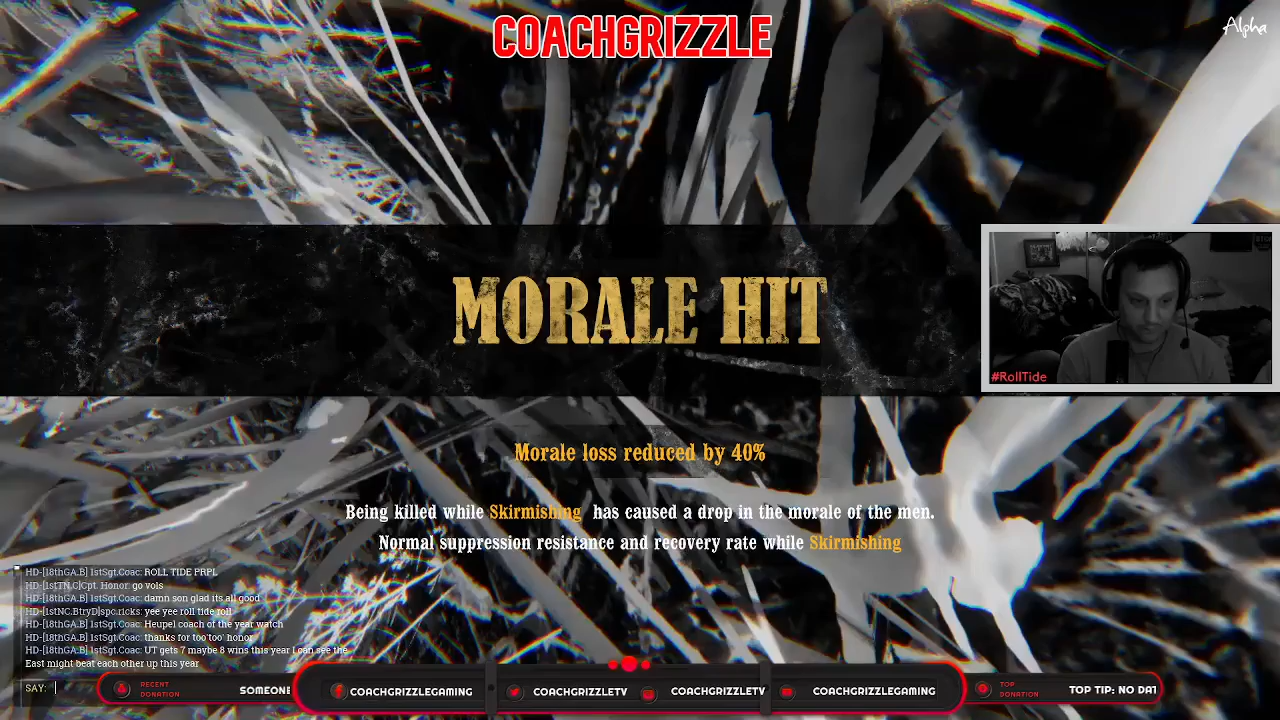 COACHGRIZZLE
Alpha
MORALE HIT
#RollTide
Morale loss reduced by 40%
Being killed while Skirmishing has caused a drop in the morale of the men.
Normal suppression resistance and recovery rate while Skirmishing
HD-[18thGA.B] 1stSgt.Coac: ROLL TIDE PRPL
HD-[1stTN,C]Cpt. Honor: go vols
HD-[18thGA.B] 1stSgt.Coac: damn son glad its all good
HD-[1stNC.BtryD]spc.ricks: yee yee roll tide roll
HD-[18thGA.B] 1stSgt.Coac: Heupel coach of the year watch
HD-[18thGA.B] 1stSgt.Coac: thanks for too too' honor
HD-[18thGA.B] 1stSgt.Coac: UT gets 7 maybe 8 wins this year I can see the
East might beat each other up this year
SAY:
RECENT DONATION
SOMEONE
COACHGRIZZLEGAMING
COACHGRIZZLETV
COACHGRIZZLETV
COACHGRIZZLEGAMING
TOP DONATION
TOP TIP: NO DAT